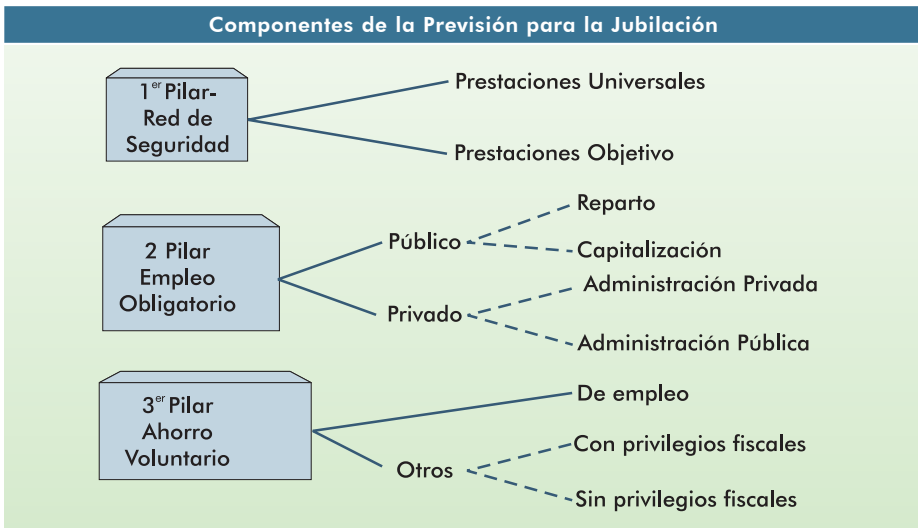 Componentes de la Previsión para la Jubilación
1er Pilar-
Red de
Seguridad
Prestaciones Universales
Prestaciones Objetivo
2 Pilar
Empleo
Obligatorio
Público
Reparto
Capitalización
Privado
Administración Privada
Administración Pública
3er Pilar
Ahorro
Voluntario
De empleo
Otros
Con privilegios fiscales
Sin privilegios fiscales